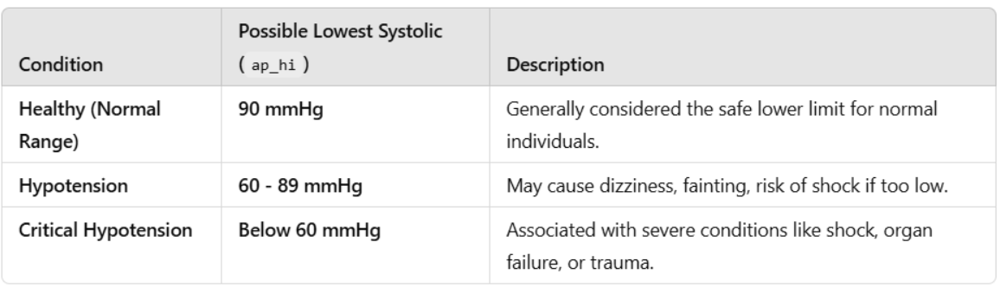 Condition
Possible Lowest Systolic
( ap_hi )
Description
Healthy (Normal
Range)
90 mmHg
Generally considered the safe lower limit for normal
individuals.
Hypotension
60 - 89 mmHg
May cause dizziness, fainting, risk of shock if too low.
Critical Hypotension
Below 60 mmHg
Associated with severe conditions like shock, organ
failure, or trauma.